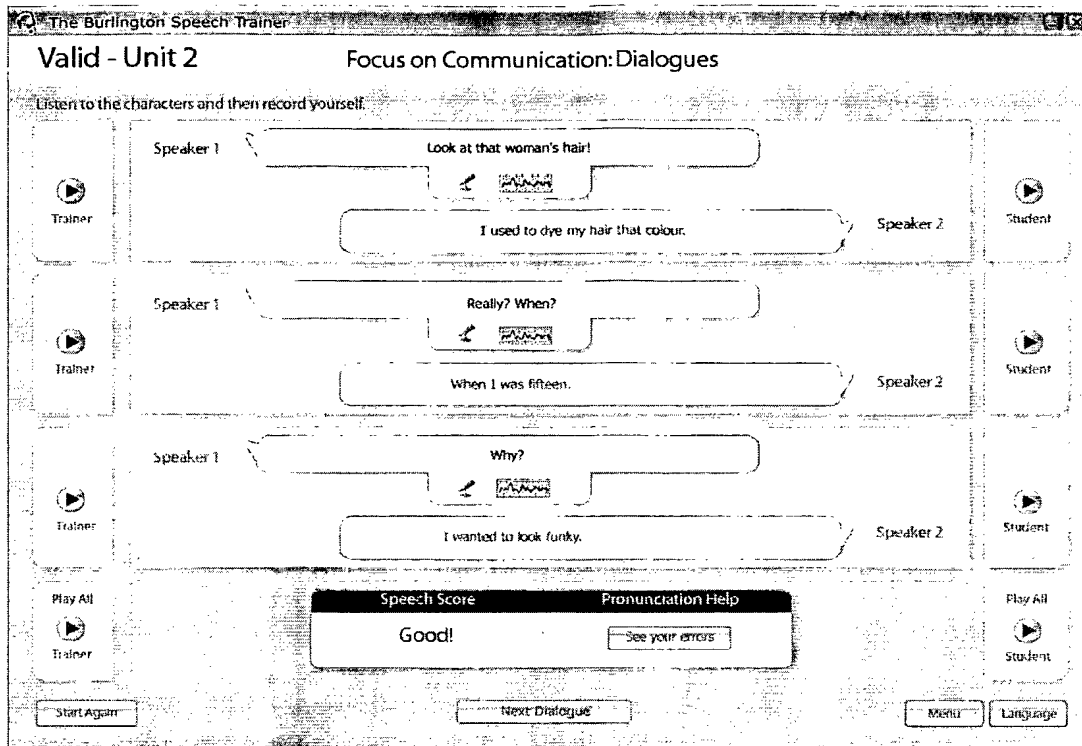 The Burlington Speech Trainer
Valid - Unit 2
Focus on Communication: Dialogues
Listen to the characters and then record yourself.
Speaker 1
Look at that woman's hair!
Trainer
Student
I used to dye my hair that colour.
Speaker 2
Speaker 1
Really? When?
Trainer
Student
When I was fifteen.
Speaker 2
Speaker 1
Why?
Trainer
Student
I wanted to look funky.
Speaker 2
Play All
Speech Score
Pronunciation Help
Play All
Good!
See your errors
Trainer
Student
Start Again
Next Dialogue
Menu
Language